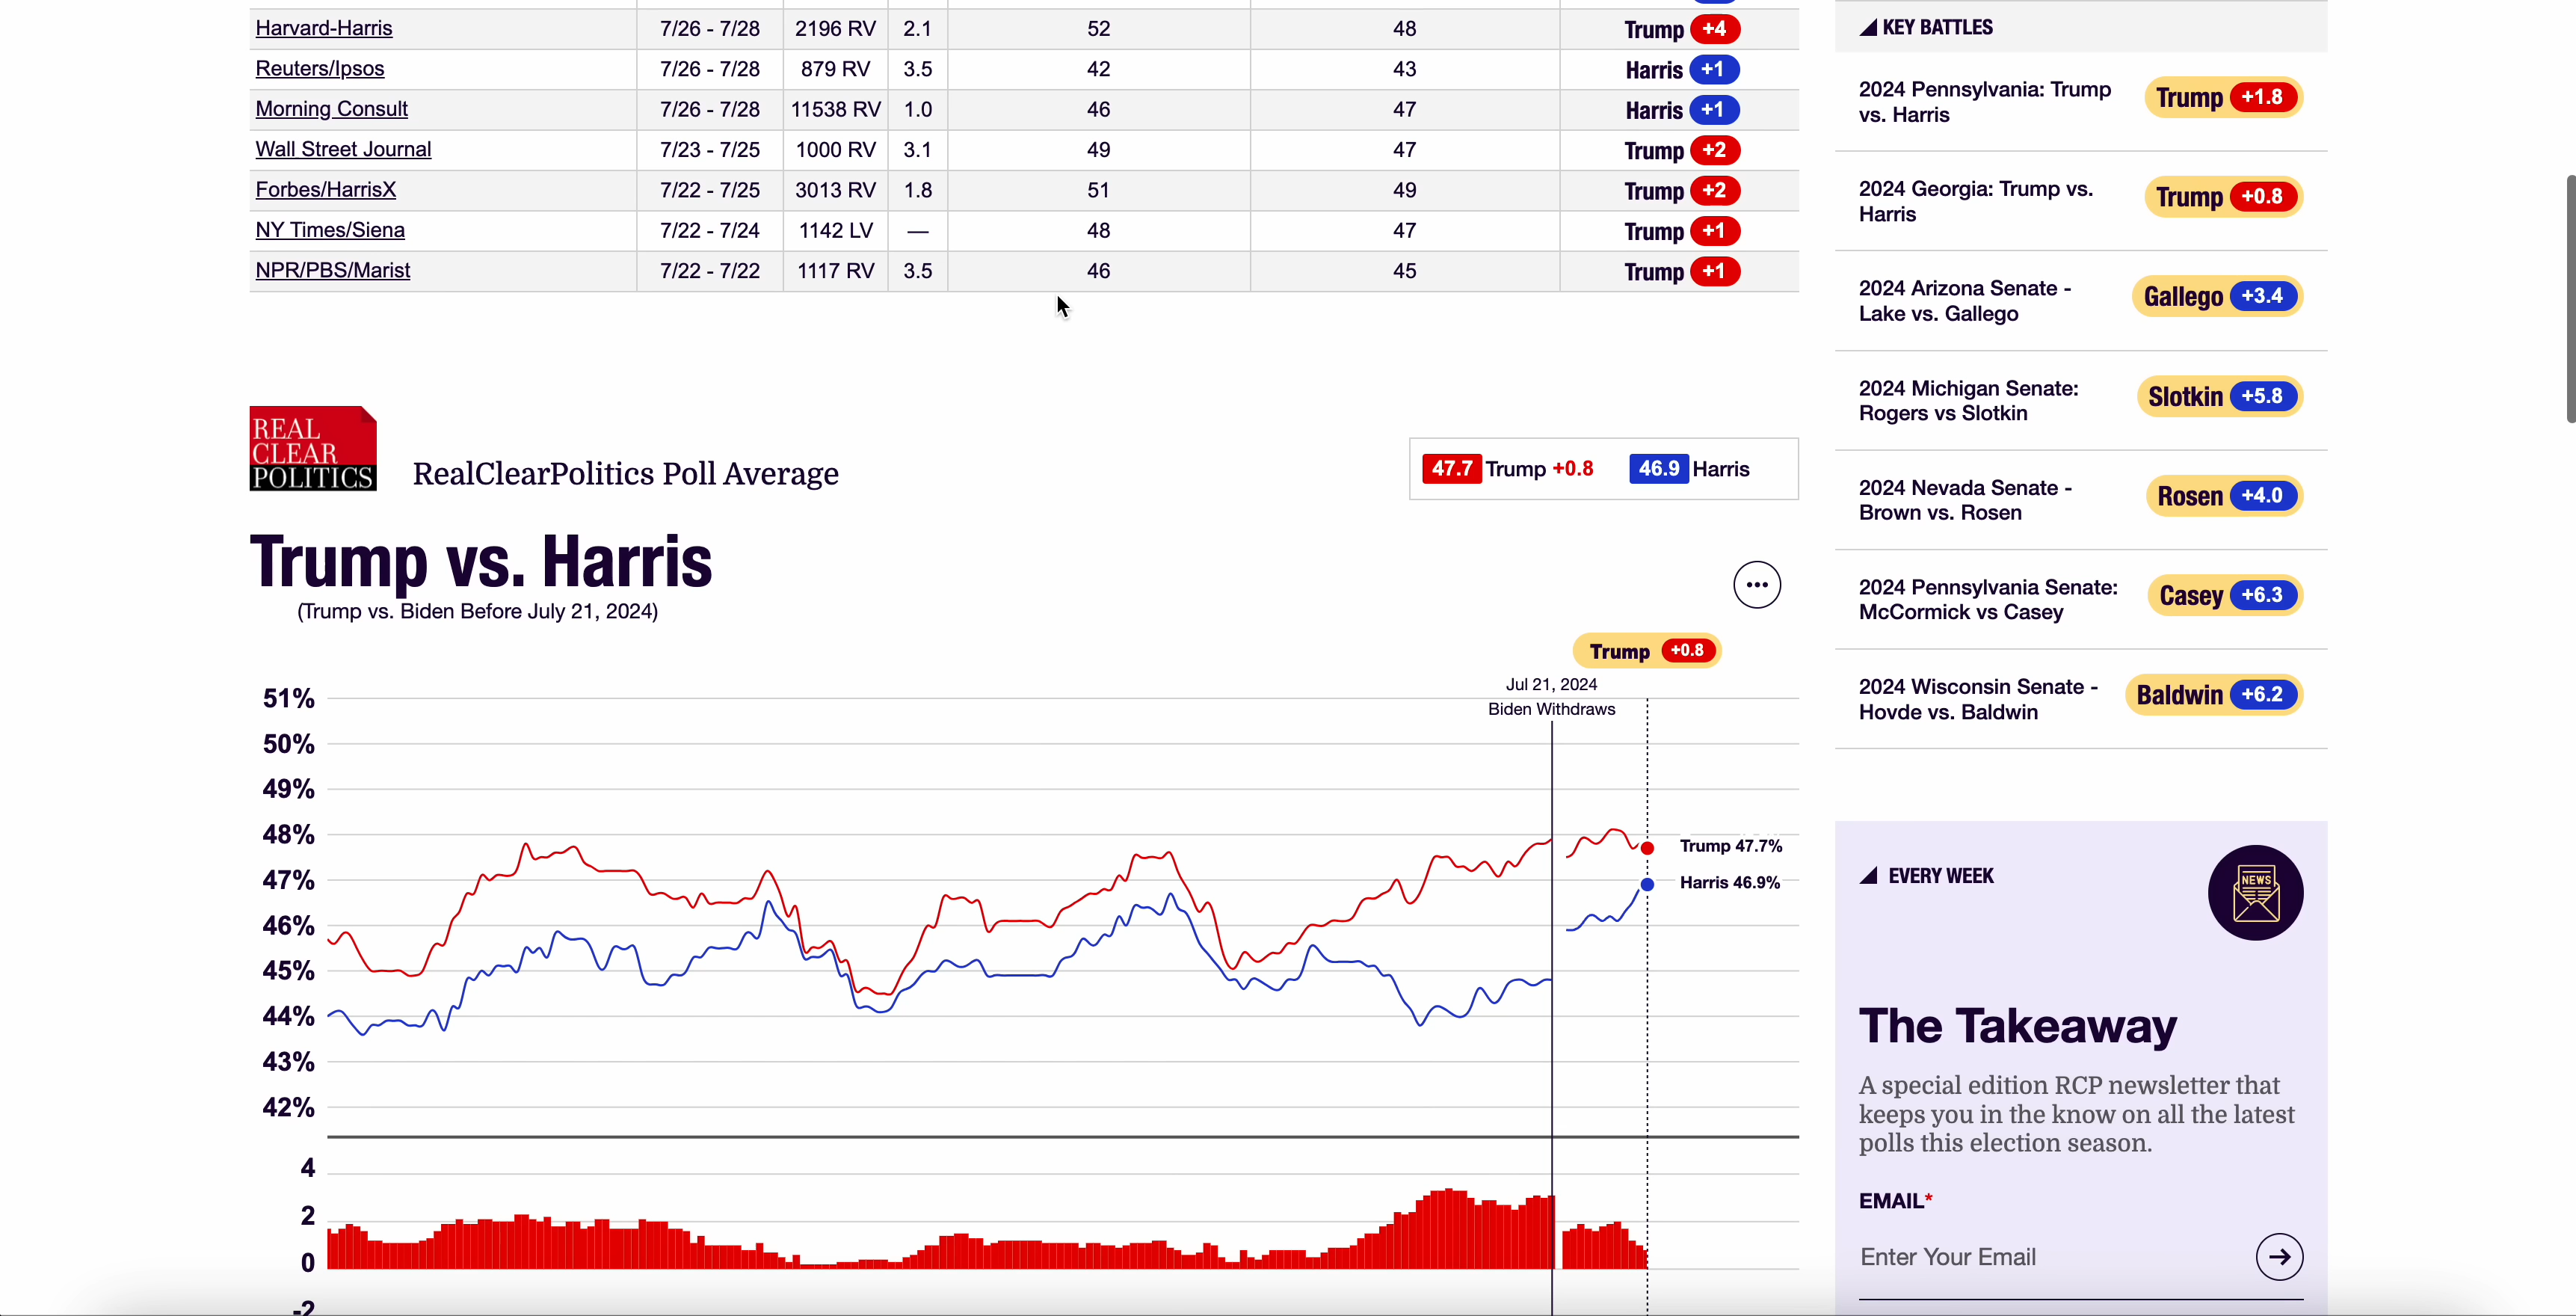 Harvard-Harris 7/26 - 7/28 2196 RV 2.1 52 48 Trump +4
Reuters/Ipsos 7/26 - 7/28 879 RV 3.5 42 43 Harris +1
Morning Consult 7/26 - 7/28 11538 RV 1.0 46 47 Harris +1
Wall Street Journal 7/23 - 7/25 1000 RV 3.1 49 47 Trump +2
Forbes/HarrisX 7/22 - 7/25 3013 RV 1.8 51 49 Trump +2
NY Times/Siena 7/22 - 7/24 1142 LV — 48 47 Trump +1
NPR/PBS/Marist 7/22 - 7/22 1117 RV 3.5 46 45 Trump +1
REAL
CLEAR
POLITICS
RealClearPolitics Poll Average
47.7 Trump +0.8 46.9 Harris
Trump vs. Harris
(Trump vs. Biden Before July 21, 2024)
Trump +0.8
Jul 21, 2024
Biden Withdraws
51%
50%
49%
48%
47%
46%
45%
44%
43%
42%
Trump 47.7%
Harris 46.9%
4
2
0
-2
KEY BATTLES
2024 Pennsylvania: Trump
vs. Harris
Trump +1.8
2024 Georgia: Trump vs.
Harris
Trump +0.8
2024 Arizona Senate -
Lake vs. Gallego
Gallego +3.4
2024 Michigan Senate:
Rogers vs Slotkin
Slotkin +5.8
2024 Nevada Senate -
Brown vs. Rosen
Rosen +4.0
2024 Pennsylvania Senate:
McCormick vs Casey
Casey +6.3
2024 Wisconsin Senate -
Hovde vs. Baldwin
Baldwin +6.2
EVERY WEEK
NEWS
The Takeaway
A special edition RCP newsletter that
keeps you in the know on all the latest
polls this election season.
EMAIL*
Enter Your Email